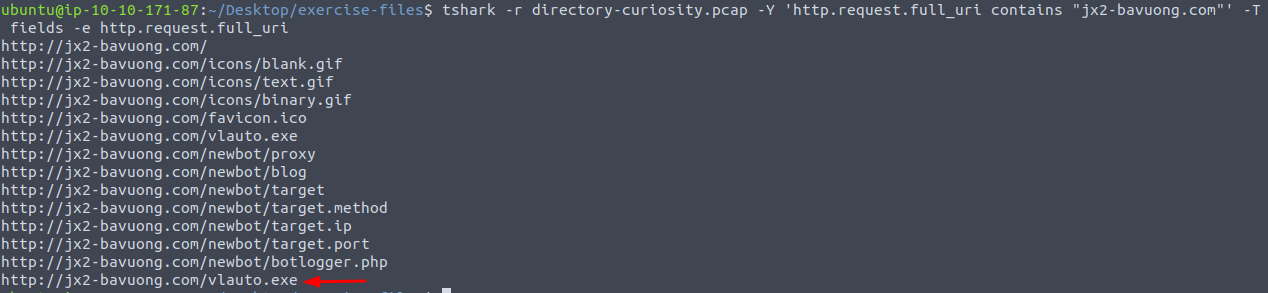 ubuntu@ip-10-10-171-87:~/Desktop/exercise-files$ tshark -r directory-curiosity.pcap -Y 'http.request.full_uri contains "jx2-bavuong.com"' -T
 fields -e http.request.full_uri
http://jx2-bavuong.com/
http://jx2-bavuong.com/icons/blank.gif
http://jx2-bavuong.com/icons/text.gif
http://jx2-bavuong.com/icons/binary.gif
http://jx2-bavuong.com/favicon.ico
http://jx2-bavuong.com/vlauto.exe
http://jx2-bavuong.com/newbot/proxy
http://jx2-bavuong.com/newbot/blog
http://jx2-bavuong.com/newbot/target
http://jx2-bavuong.com/newbot/target.method
http://jx2-bavuong.com/newbot/target.ip
http://jx2-bavuong.com/newbot/target.port
http://jx2-bavuong.com/newbot/botlogger.php
http://jx2-bavuong.com/vlauto.exe